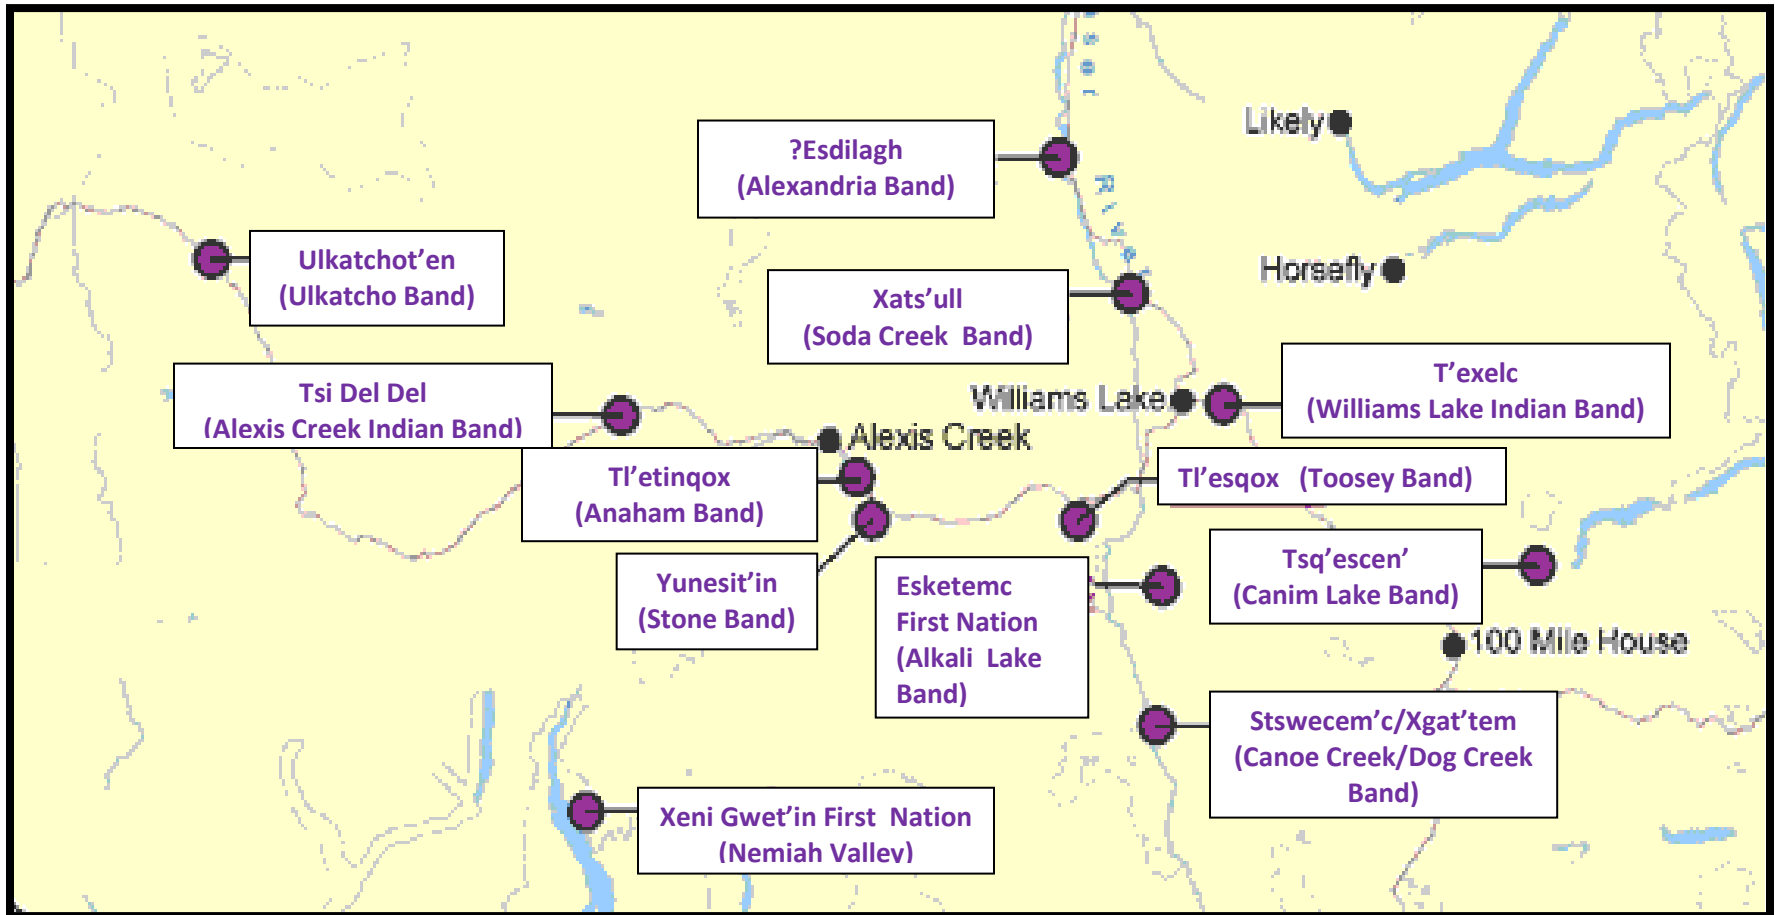 ?Esdilagh
(Alexandria Band)
Likely
River
Ulkatchot’en
(Ulkatcho Band)
Horsefly
Xats’ull
(Soda Creek  Band)
Tsi Del Del
(Alexis Creek Indian Band)
Williams Lake
T’exelc
(Williams Lake Indian Band)
Alexis Creek
Tl’etinqox
(Anaham Band)
Tl’esqox   (Toosey Band)
Yunesit’in
(Stone Band)
Esketemc
First Nation
(Alkali  Lake
Band)
Tsq’escen’
(Canim Lake Band)
100 Mile House
Stswecem’c/Xgat’tem
(Canoe Creek/Dog Creek
Band)
Xeni Gwet’in First  Nation
(Nemiah Valley)